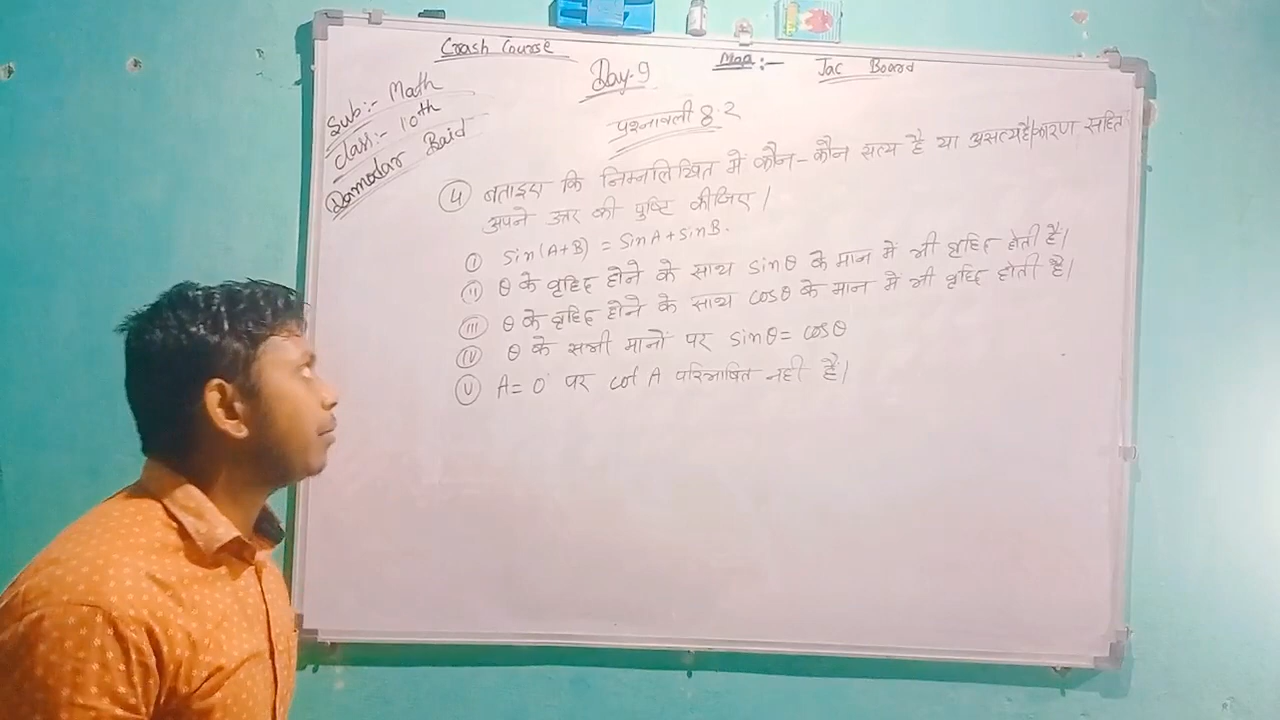 Crash Course
Day-9
Map:- Jac Board
Sub:- Math
Class:- 10th
Damodar Baid
प्रश्नावली 8.2
④ बताइए कि निम्नलिखित में कौन-कौन सत्य है या असत्य है। कारण सहित
अपने उत्तर की पुष्टि कीजिए।
Ⓘ Sin(A+B) = SinA+SinB.
Ⓘⓘ θ के वृद्धि होने के साथ sinθ के मान में भी वृद्धि होती है।
ⓘⓘⓘ θ के वृद्धि होने के साथ cosθ के मान में भी वृद्धि होती है।
ⓘⓥ θ के सभी मानों पर sinθ = cosθ
Ⓥ A=0° पर cot A परिभाषित नहीं है।